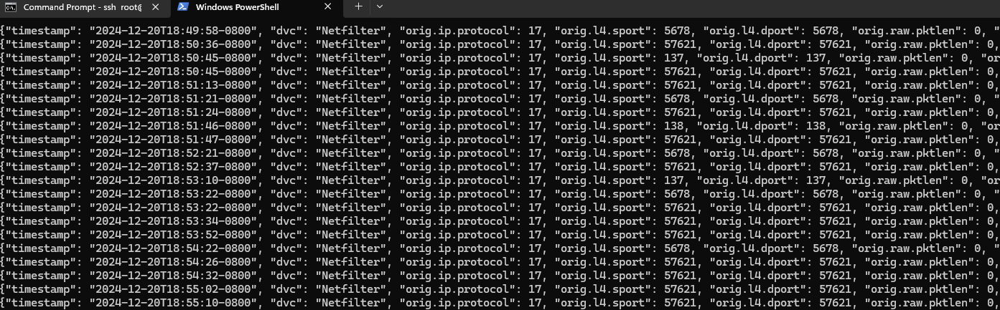 Command Prompt - ssh root@ Windows PowerShell
{"timestamp": "2024-12-20T18:49:58-0800", "dvc": "Netfilter", "orig.ip.protocol": 17, "orig.l4.sport": 5678, "orig.l4.dport": 5678, "orig.raw.pktlen": 0, "
{"timestamp": "2024-12-20T18:50:36-0800", "dvc": "Netfilter", "orig.ip.protocol": 17, "orig.l4.sport": 57621, "orig.l4.dport": 57621, "orig.raw.pktlen": 0,
{"timestamp": "2024-12-20T18:50:45-0800", "dvc": "Netfilter", "orig.ip.protocol": 17, "orig.l4.sport": 137, "orig.l4.dport": 137, "orig.raw.pktlen": 0, "or
{"timestamp": "2024-12-20T18:50:45-0800", "dvc": "Netfilter", "orig.ip.protocol": 17, "orig.l4.sport": 57621, "orig.l4.dport": 57621, "orig.raw.pktlen": 0,
{"timestamp": "2024-12-20T18:51:13-0800", "dvc": "Netfilter", "orig.ip.protocol": 17, "orig.l4.sport": 57621, "orig.l4.dport": 57621, "orig.raw.pktlen": 0,
{"timestamp": "2024-12-20T18:51:21-0800", "dvc": "Netfilter", "orig.ip.protocol": 17, "orig.l4.sport": 5678, "orig.l4.dport": 5678, "orig.raw.pktlen": 0, "
{"timestamp": "2024-12-20T18:51:24-0800", "dvc": "Netfilter", "orig.ip.protocol": 17, "orig.l4.sport": 57621, "orig.l4.dport": 57621, "orig.raw.pktlen": 0,
{"timestamp": "2024-12-20T18:51:46-0800", "dvc": "Netfilter", "orig.ip.protocol": 17, "orig.l4.sport": 138, "orig.l4.dport": 138, "orig.raw.pktlen": 0, "or
{"timestamp": "2024-12-20T18:51:47-0800", "dvc": "Netfilter", "orig.ip.protocol": 17, "orig.l4.sport": 57621, "orig.l4.dport": 57621, "orig.raw.pktlen": 0,
{"timestamp": "2024-12-20T18:52:21-0800", "dvc": "Netfilter", "orig.ip.protocol": 17, "orig.l4.sport": 5678, "orig.l4.dport": 5678, "orig.raw.pktlen": 0, "
{"timestamp": "2024-12-20T18:52:37-0800", "dvc": "Netfilter", "orig.ip.protocol": 17, "orig.l4.sport": 57621, "orig.l4.dport": 57621, "orig.raw.pktlen": 0,
{"timestamp": "2024-12-20T18:53:10-0800", "dvc": "Netfilter", "orig.ip.protocol": 17, "orig.l4.sport": 137, "orig.l4.dport": 137, "orig.raw.pktlen": 0, "or
{"timestamp": "2024-12-20T18:53:22-0800", "dvc": "Netfilter", "orig.ip.protocol": 17, "orig.l4.sport": 5678, "orig.l4.dport": 5678, "orig.raw.pktlen": 0, "
{"timestamp": "2024-12-20T18:53:22-0800", "dvc": "Netfilter", "orig.ip.protocol": 17, "orig.l4.sport": 57621, "orig.l4.dport": 57621, "orig.raw.pktlen": 0,
{"timestamp": "2024-12-20T18:53:34-0800", "dvc": "Netfilter", "orig.ip.protocol": 17, "orig.l4.sport": 57621, "orig.l4.dport": 57621, "orig.raw.pktlen": 0,
{"timestamp": "2024-12-20T18:53:52-0800", "dvc": "Netfilter", "orig.ip.protocol": 17, "orig.l4.sport": 57621, "orig.l4.dport": 57621, "orig.raw.pktlen": 0,
{"timestamp": "2024-12-20T18:54:22-0800", "dvc": "Netfilter", "orig.ip.protocol": 17, "orig.l4.sport": 5678, "orig.l4.dport": 5678, "orig.raw.pktlen": 0, "
{"timestamp": "2024-12-20T18:54:26-0800", "dvc": "Netfilter", "orig.ip.protocol": 17, "orig.l4.sport": 57621, "orig.l4.dport": 57621, "orig.raw.pktlen": 0,
{"timestamp": "2024-12-20T18:54:32-0800", "dvc": "Netfilter", "orig.ip.protocol": 17, "orig.l4.sport": 57621, "orig.l4.dport": 57621, "orig.raw.pktlen": 0,
{"timestamp": "2024-12-20T18:55:02-0800", "dvc": "Netfilter", "orig.ip.protocol": 17, "orig.l4.sport": 57621, "orig.l4.dport": 57621, "orig.raw.pktlen": 0,
{"timestamp": "2024-12-20T18:55:10-0800", "dvc": "Netfilter", "orig.ip.protocol": 17, "orig.l4.sport": 57621, "orig.l4.dport": 57621, "orig.raw.pktlen": 0,